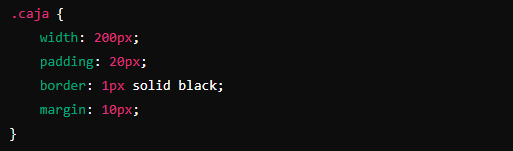 .caja {
    width: 200px;
    padding: 20px;
    border: 1px solid black;
    margin: 10px;
}